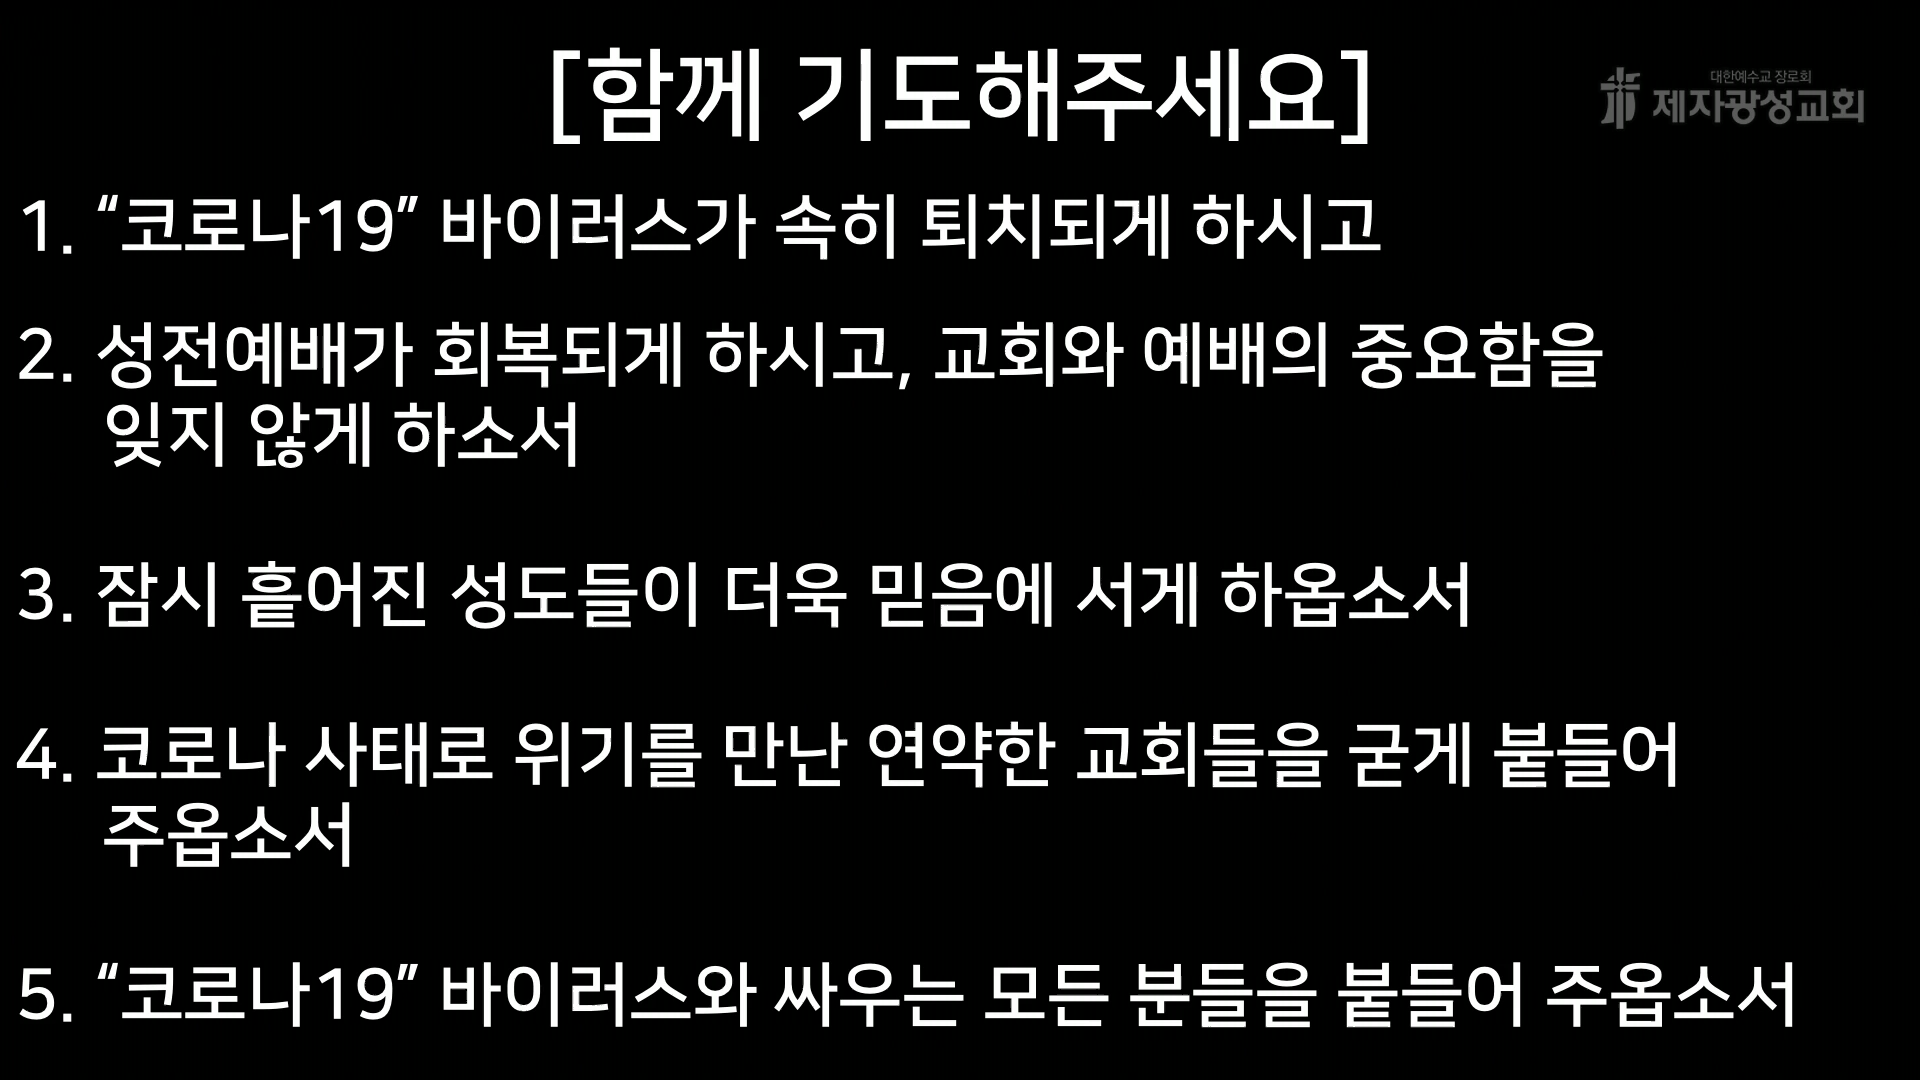 [함께 기도해주세요]
대한예수교 장로회
제자광성교회
1. “코로나19” 바이러스가 속히 퇴치되게 하시고
2. 성전예배가 회복되게 하시고, 교회와 예배의 중요함을
잊지 않게 하소서
3. 잠시 흩어진 성도들이 더욱 믿음에 서게 하옵소서
4. 코로나 사태로 위기를 만난 연약한 교회들을 굳게 붙들어
주옵소서
5. “코로나19” 바이러스와 싸우는 모든 분들을 붙들어 주옵소서